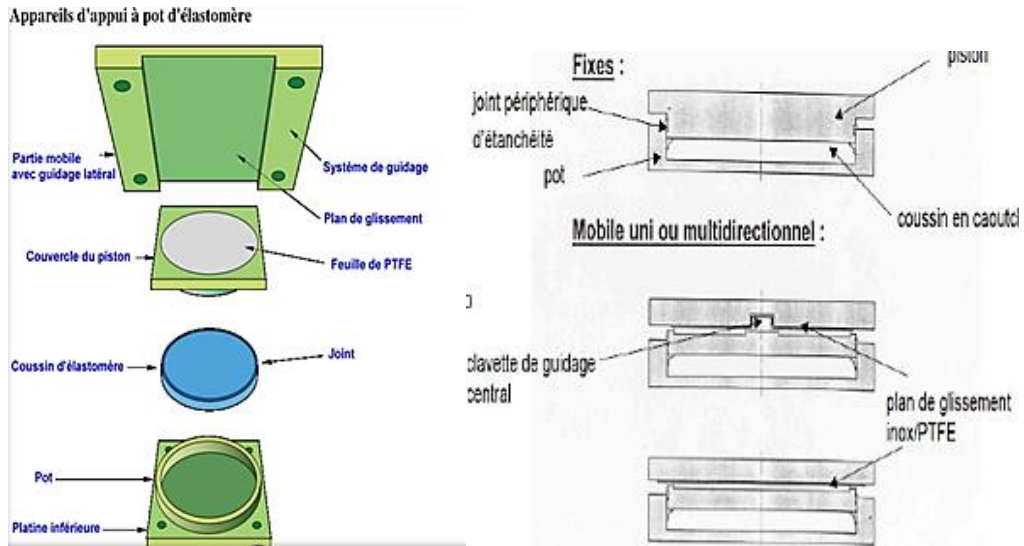 Appareils d'appui à pot d'élastomère
Partie mobile
avec guidage latéral
Système de guidage
Plan de glissement
Couvercle du piston
Feuille de PTFE
Coussin d'élastomère
Joint
Pot
Platine inférieure
Fixes :
piston
joint périphérique
d'étanchéité
pot
coussin en caoutcl
Mobile uni ou multidirectionnel :
clavette de guidage
central
plan de glissement
inox/PTFE